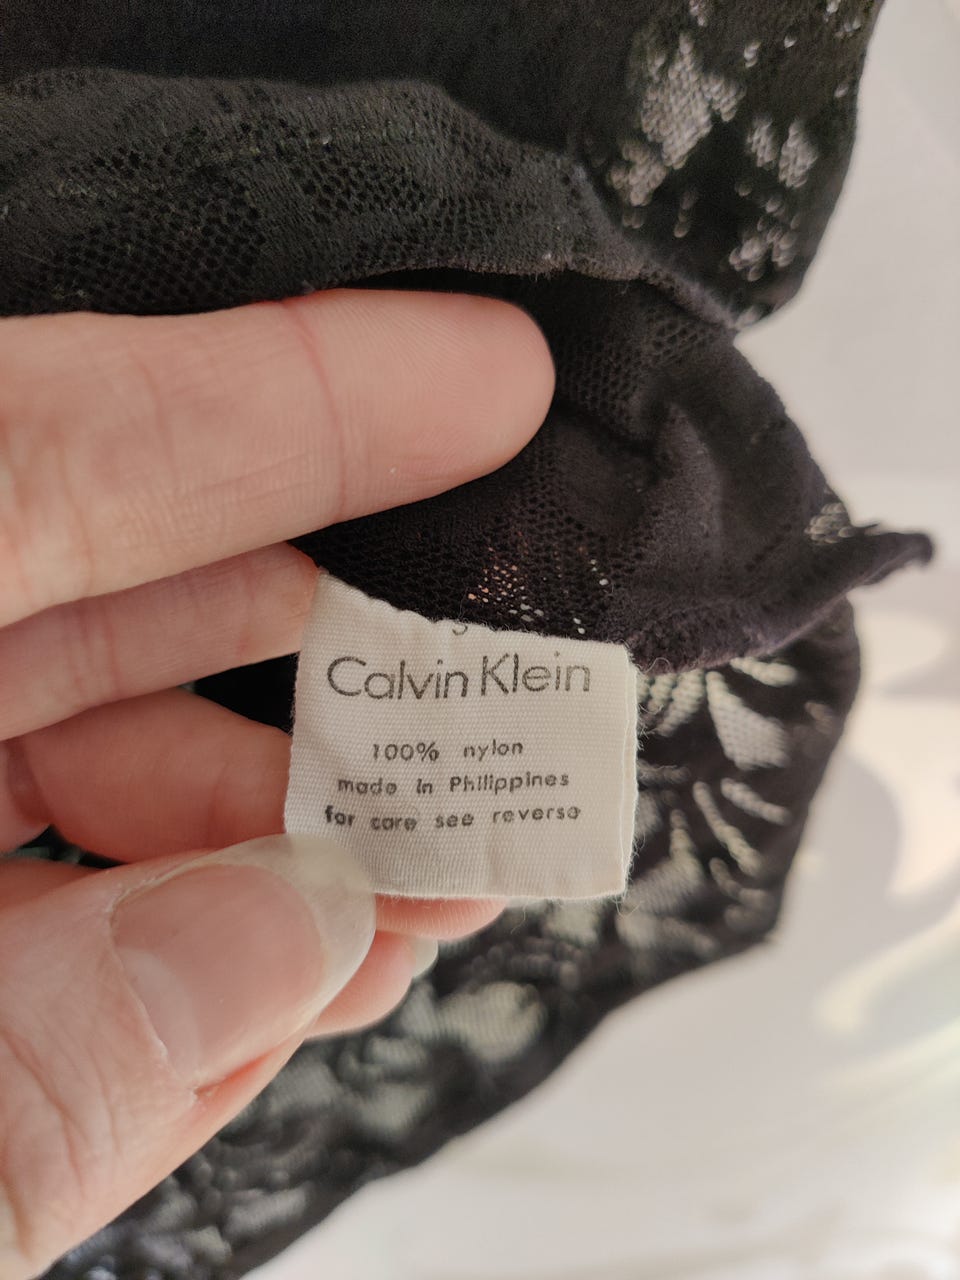 Calvin Klein
100% nylon
made in Philippines
for care see reverse